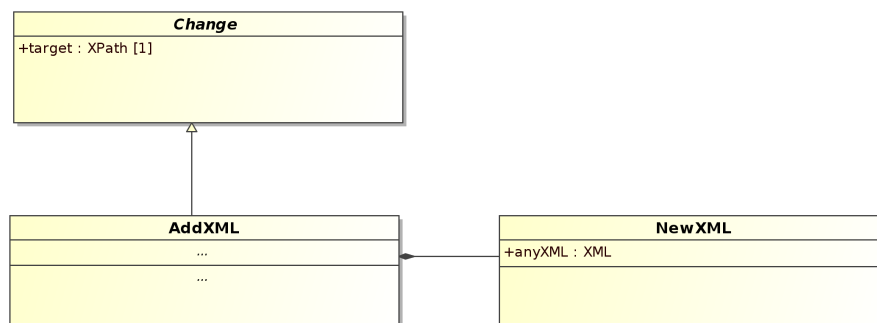 Change
+target : XPath [1]
AddXML
...
...
NewXML
+anyXML : XML